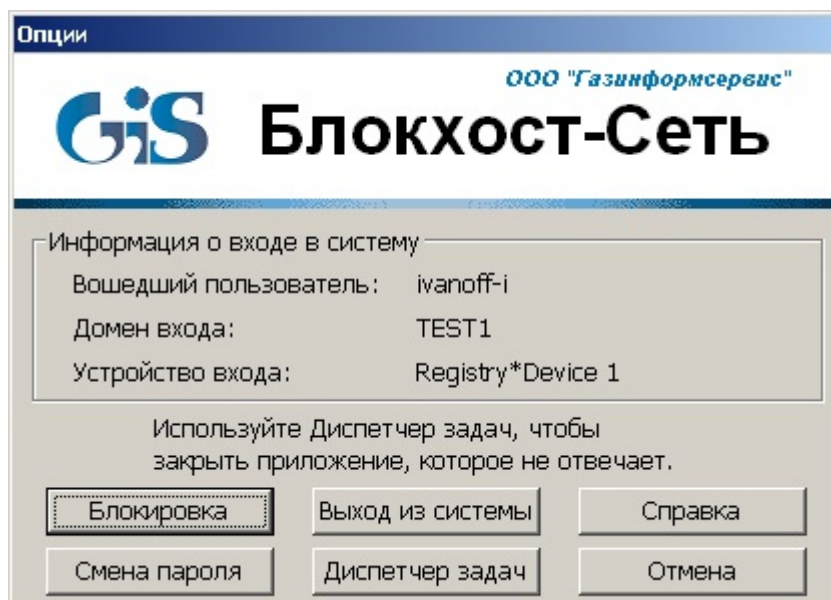 Опции
ООО "Газинформсервис"
GiS
Блокхост-Сеть
Информация о входе в систему
Вошедший пользователь: ivanoff-i
Домен входа: TEST1
Устройство входа: Registry*Device 1
Используйте Диспетчер задач, чтобы
закрыть приложение, которое не отвечает.
Блокировка Выход из системы Справка
Смена пароля Диспетчер задач Отмена